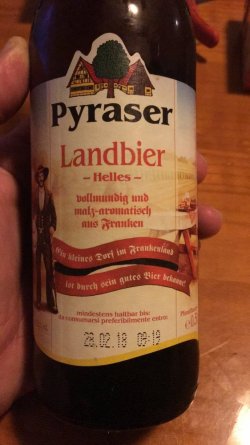 Pyraser
Landbier
– Helles –
vollmundig und
malz-aromatisch
aus Franken
Ein kleines Dorf im Frankenland
ist durch sein gutes Bier bekannt!
mindestens haltbar bis:
da consumarsi preferibilmente entro:
28.02.18 09:19